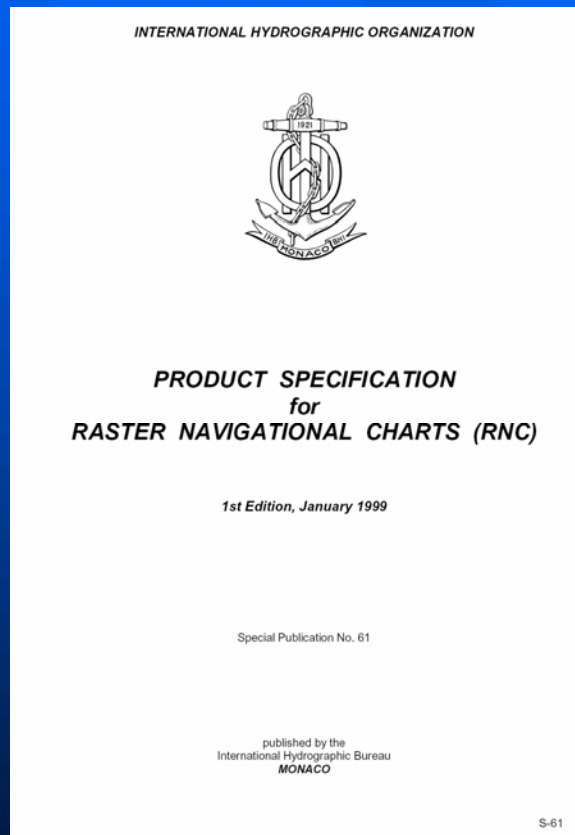 INTERNATIONAL HYDROGRAPHIC ORGANIZATION
1921
IHB MONACO BHI
PRODUCT SPECIFICATION
for
RASTER NAVIGATIONAL CHARTS (RNC)
1st Edition, January 1999
Special Publication No. 61
published by the
International Hydrographic Bureau
MONACO
S-61